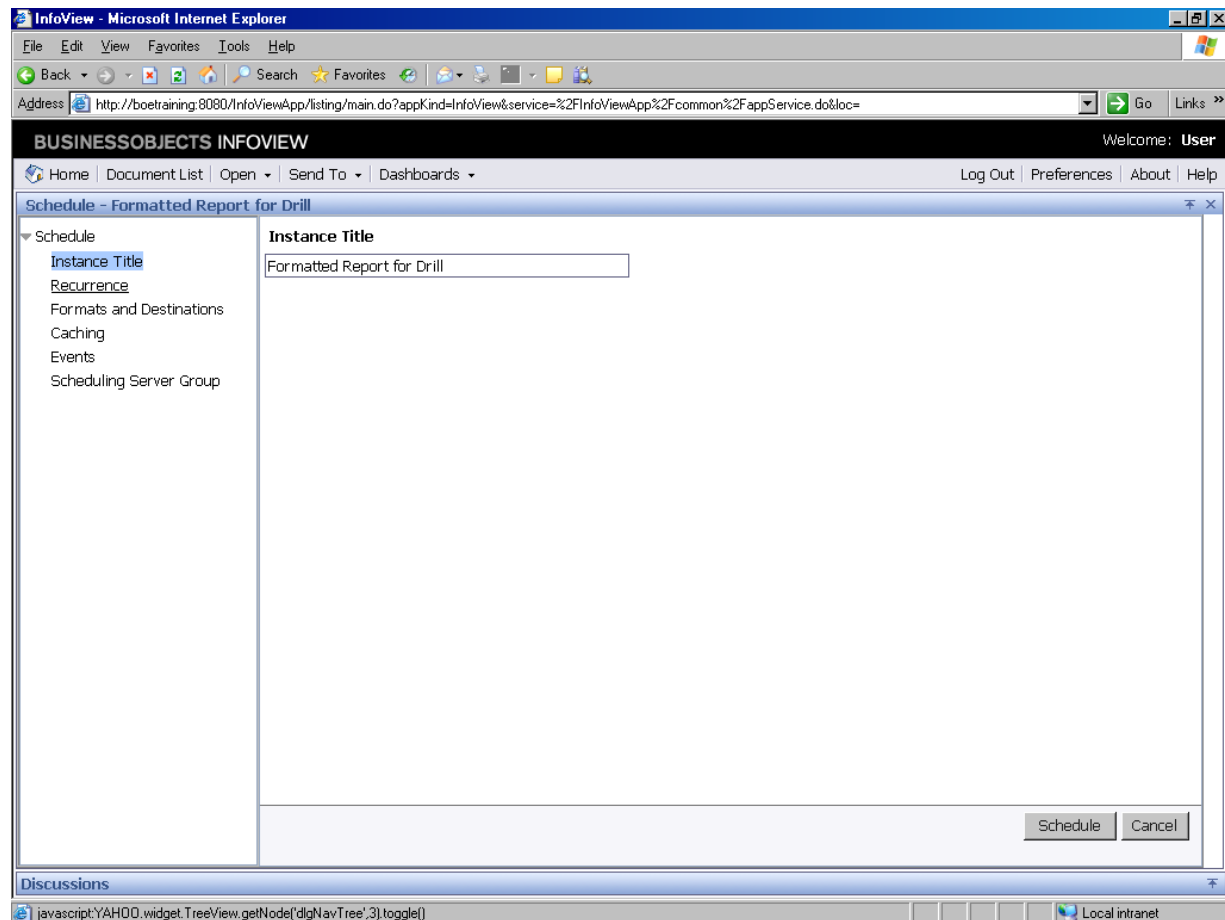 InfoView - Microsoft Internet Explorer
File Edit View Favorites Tools Help
Back Search Favorites
Address http://boetraining:8080/InfoViewApp/listing/main.do?appKind=InfoView&service=%2FInfoViewApp%2Fcommon%2FappService.do&loc= Go Links »
BUSINESSOBJECTS INFOVIEW Welcome: User
Home Document List Open Send To Dashboards Log Out Preferences About Help
Schedule - Formatted Report for Drill
Schedule
Instance Title
Recurrence
Formats and Destinations
Caching
Events
Scheduling Server Group
Instance Title
Formatted Report for Drill
Schedule Cancel
Discussions
javascript:YAHOO.widget.TreeView.getNode('dlgNavTree',3).toggle() Local intranet